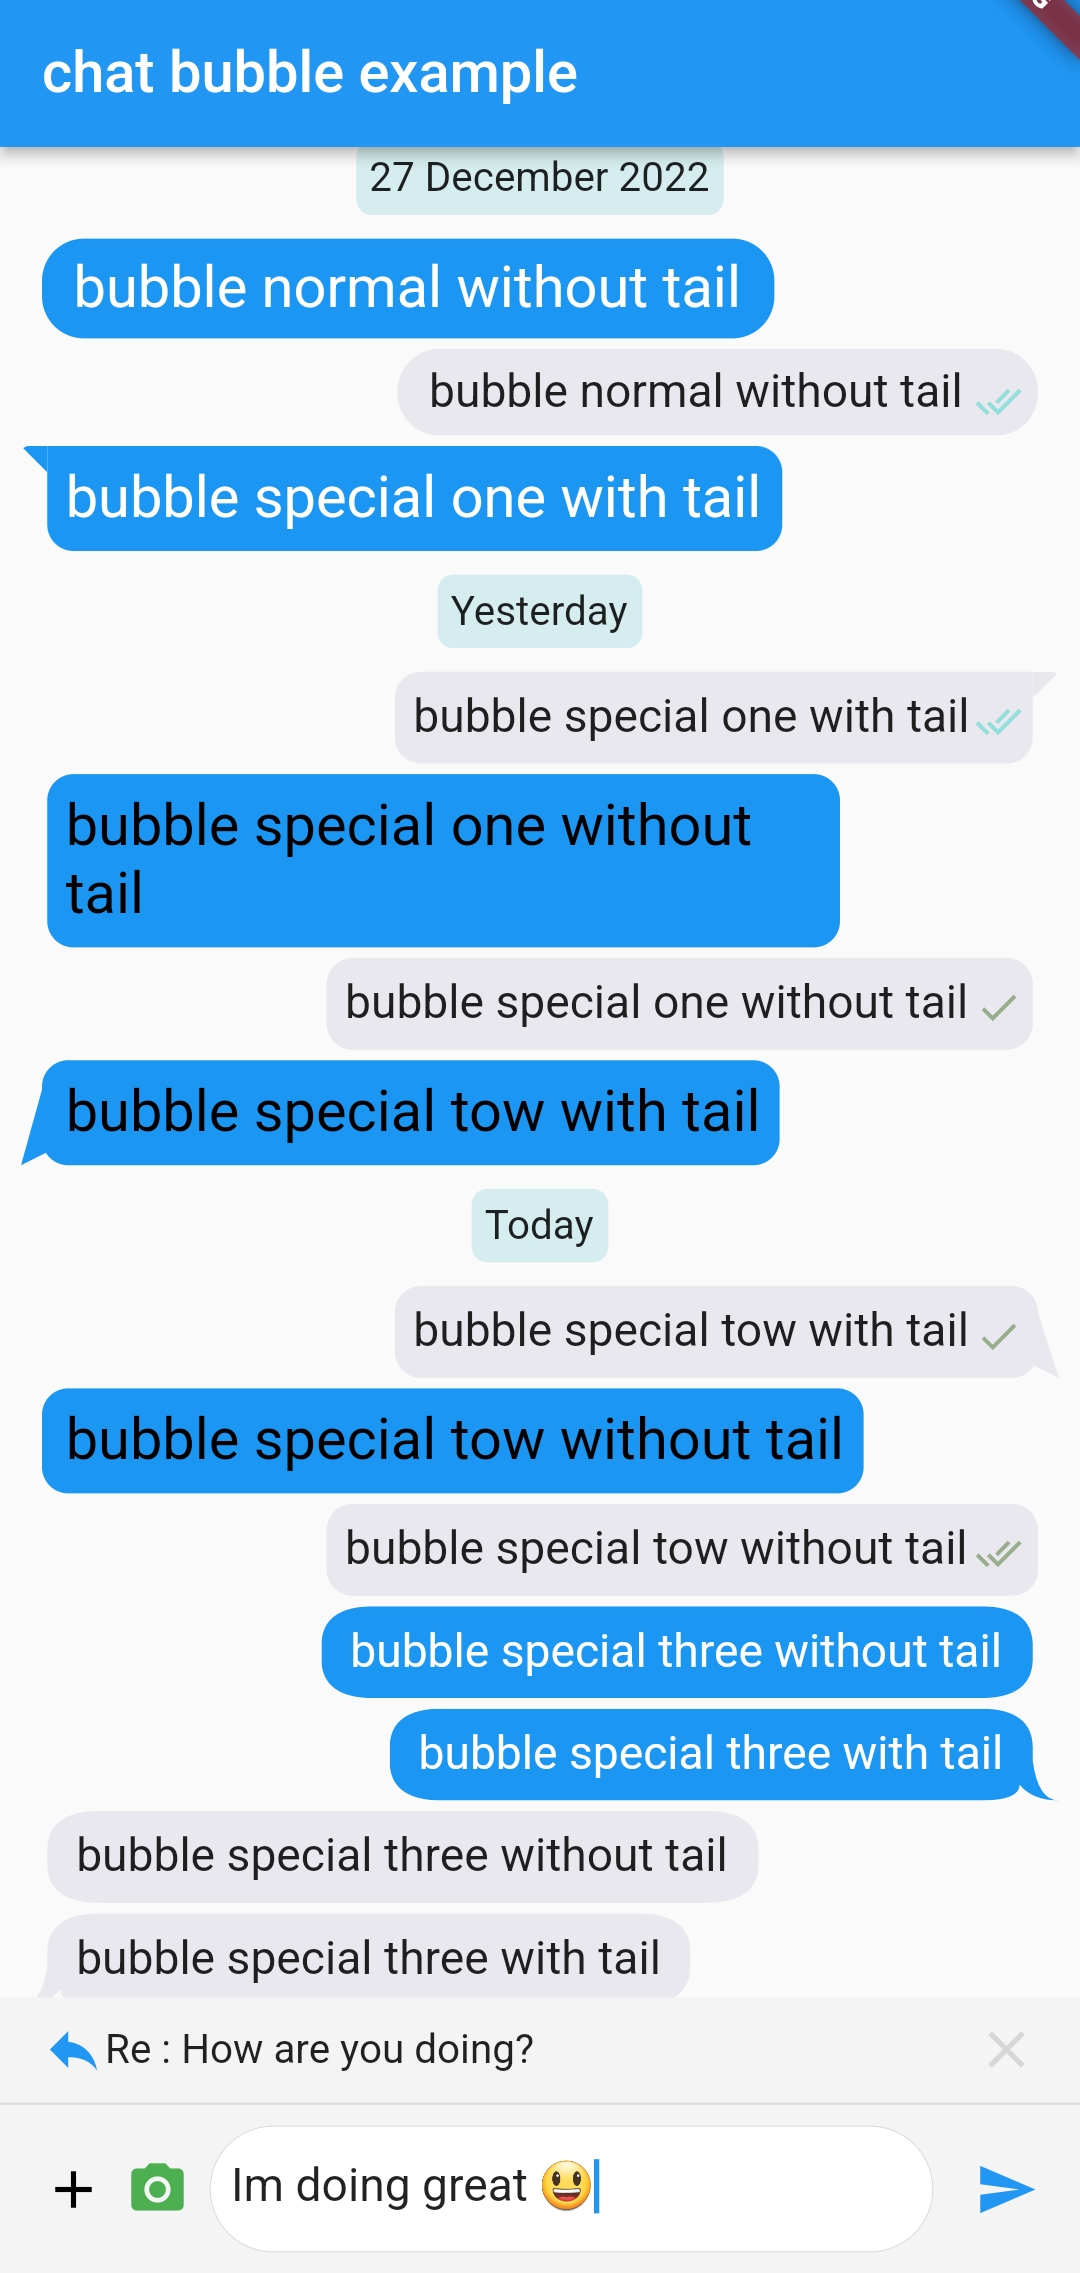 chat bubble example
27 December 2022
bubble normal without tail
bubble normal without tail
bubble special one with tail
Yesterday
bubble special one with tail
bubble special one without
tail
bubble special one without tail
bubble special tow with tail
Today
bubble special tow with tail
bubble special tow without tail
bubble special tow without tail
bubble special three without tail
bubble special three with tail
bubble special three without tail
bubble special three with tail
Re : How are you doing?
Im doing great 😃